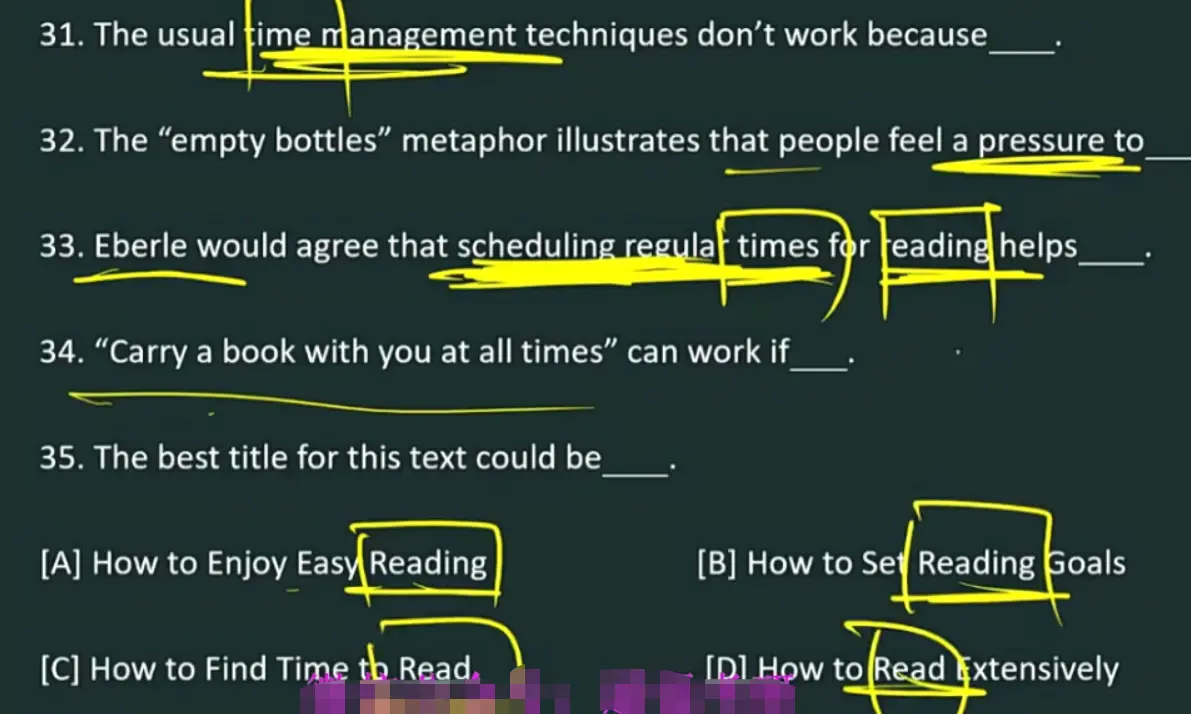 31. The usual time management techniques don’t work because____.
32. The “empty bottles” metaphor illustrates that people feel a pressure to___
33. Eberle would agree that scheduling regular times for reading helps____.
34. “Carry a book with you at all times” can work if____.
35. The best title for this text could be____.
[A] How to Enjoy Easy Reading [B] How to Set Reading Goals
[C] How to Find Time to Read [D] How to Read Extensively